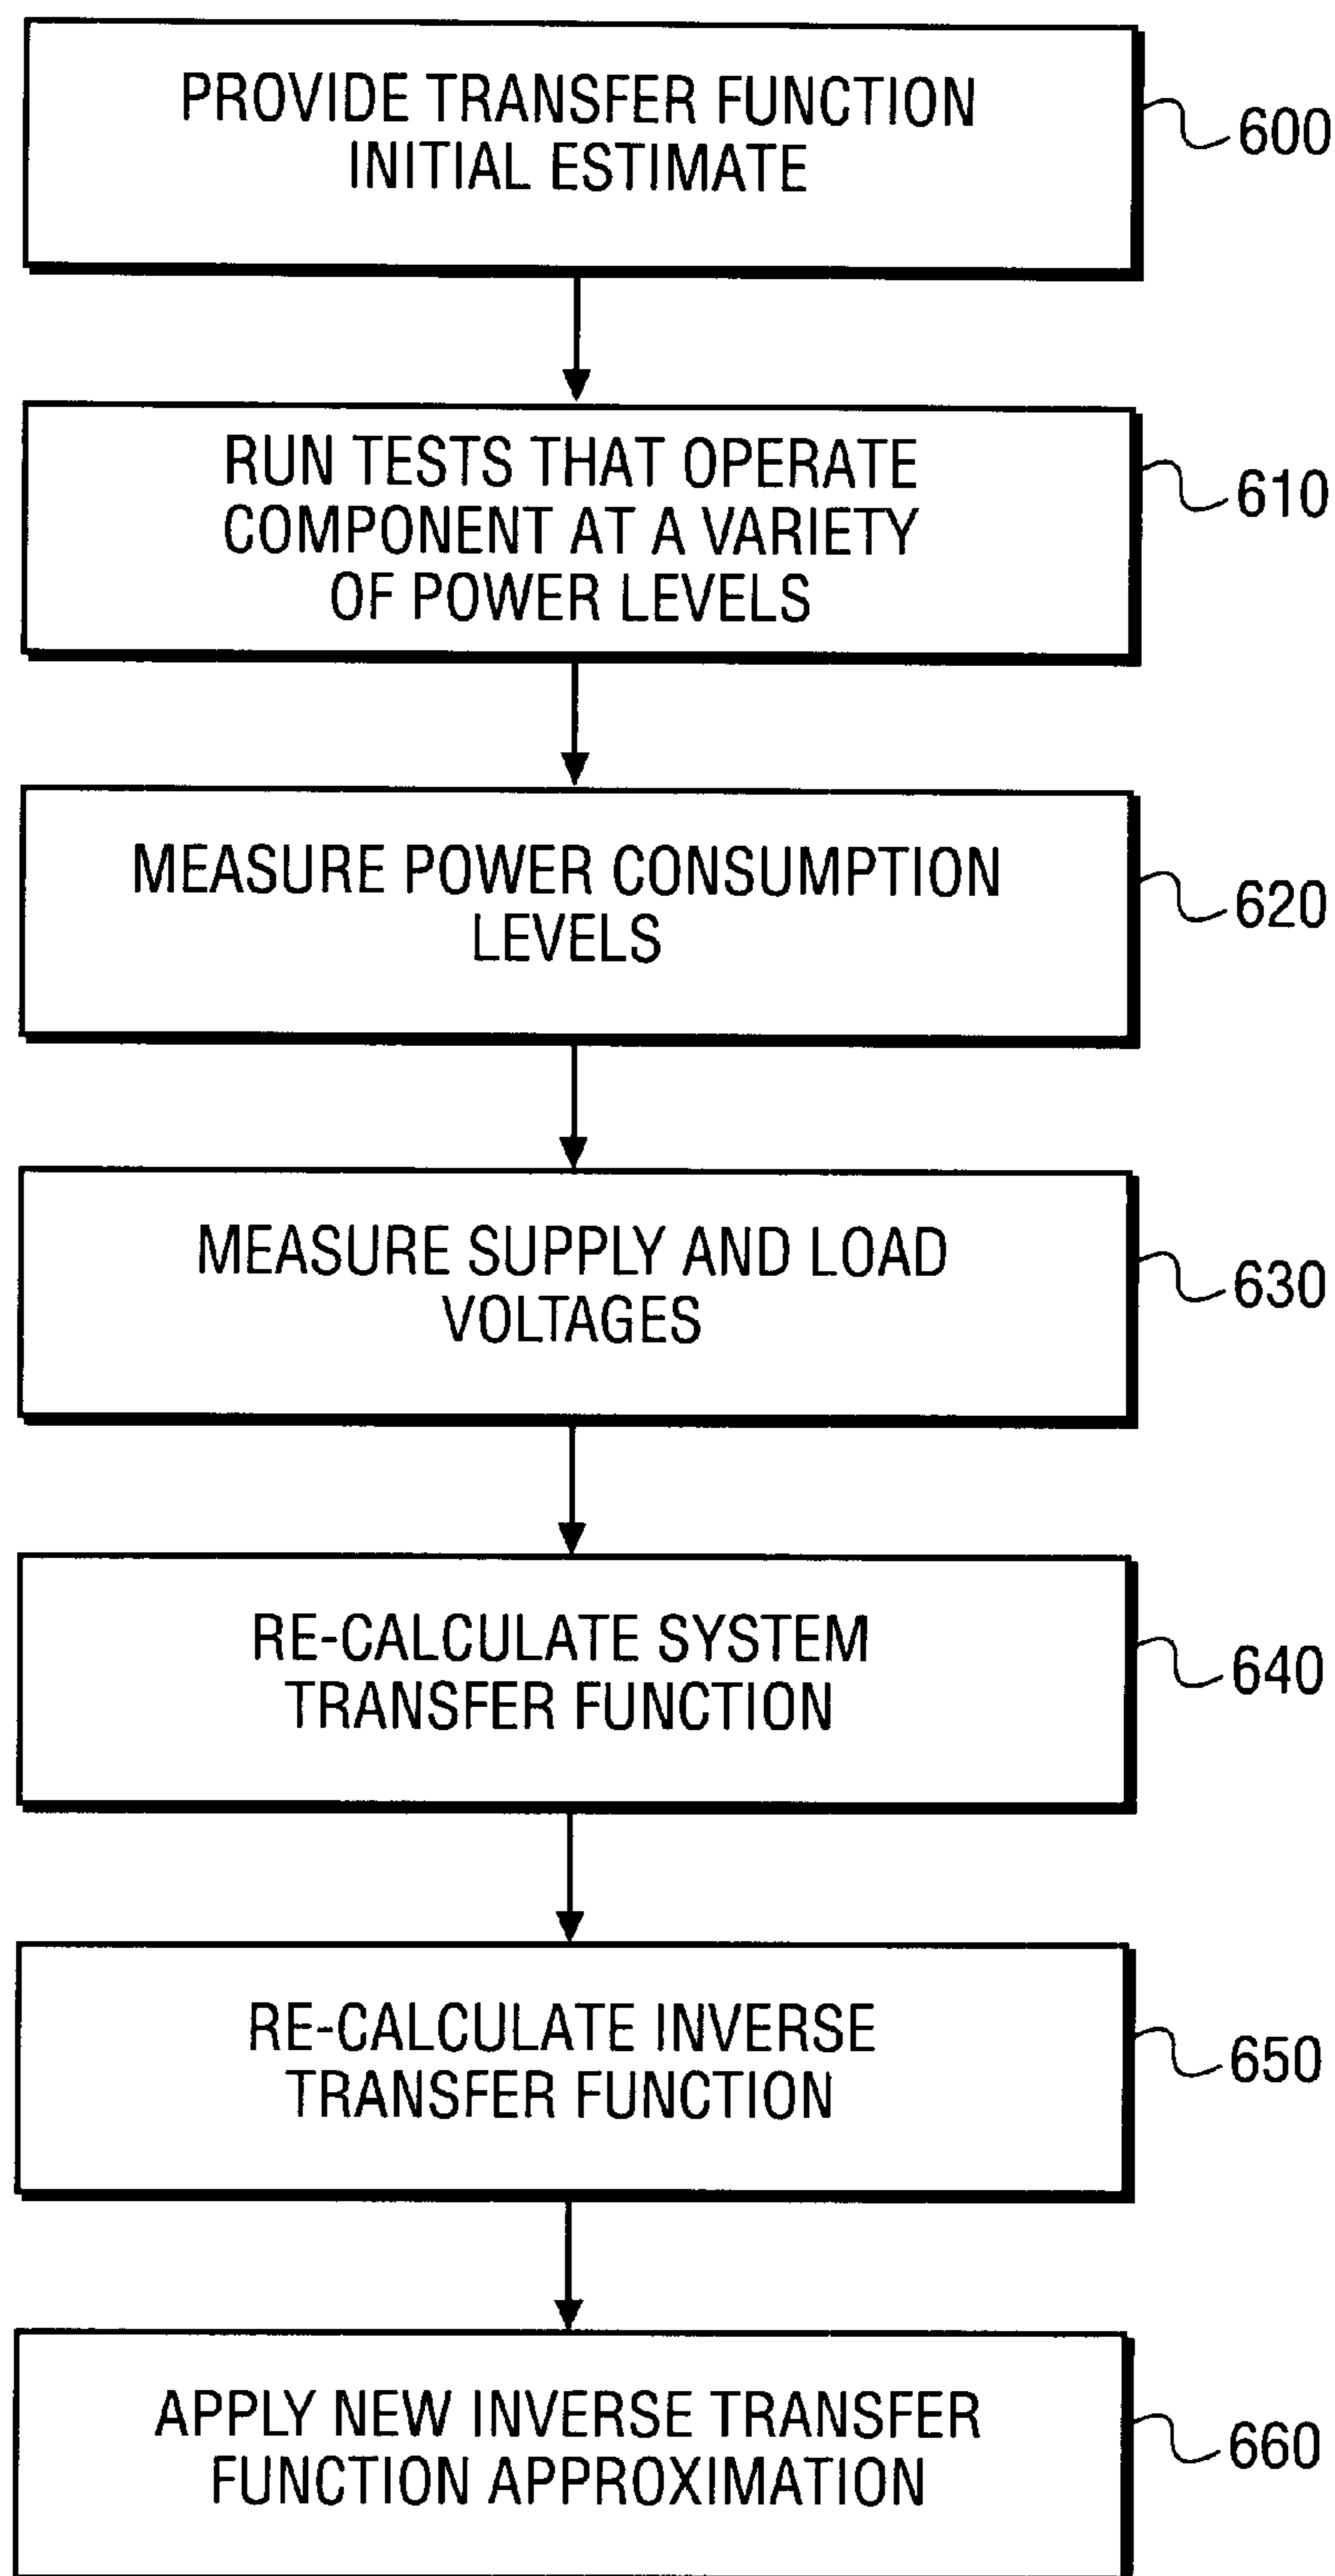 PROVIDE TRANSFER FUNCTION
INITIAL ESTIMATE
600
RUN TESTS THAT OPERATE
COMPONENT AT A VARIETY
OF POWER LEVELS
610
MEASURE POWER CONSUMPTION
LEVELS
620
MEASURE SUPPLY AND LOAD
VOLTAGES
630
RE-CALCULATE SYSTEM
TRANSFER FUNCTION
640
RE-CALCULATE INVERSE
TRANSFER FUNCTION
650
APPLY NEW INVERSE TRANSFER
FUNCTION APPROXIMATION
660